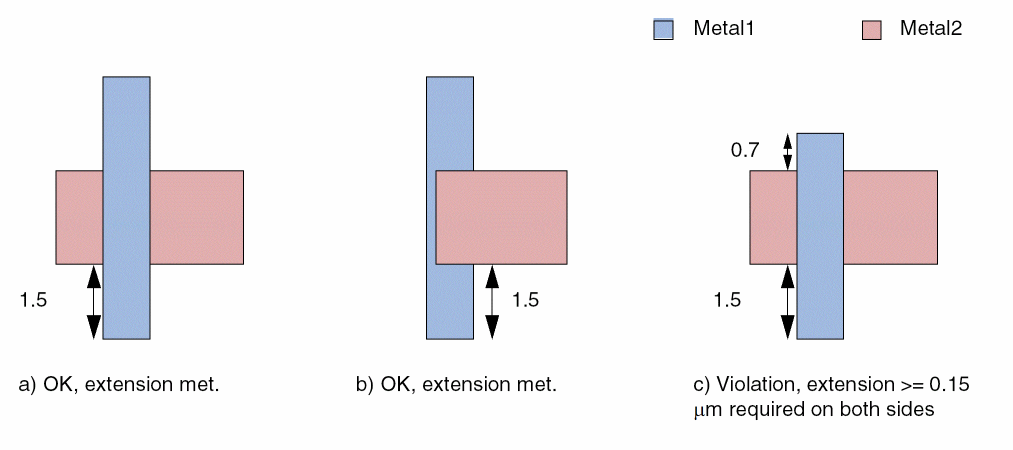 Metal1
Metal2
0.7
1.5
1.5
1.5
a) OK, extension met.
b) OK, extension met.
c) Violation, extension >= 0.15
μm required on both sides